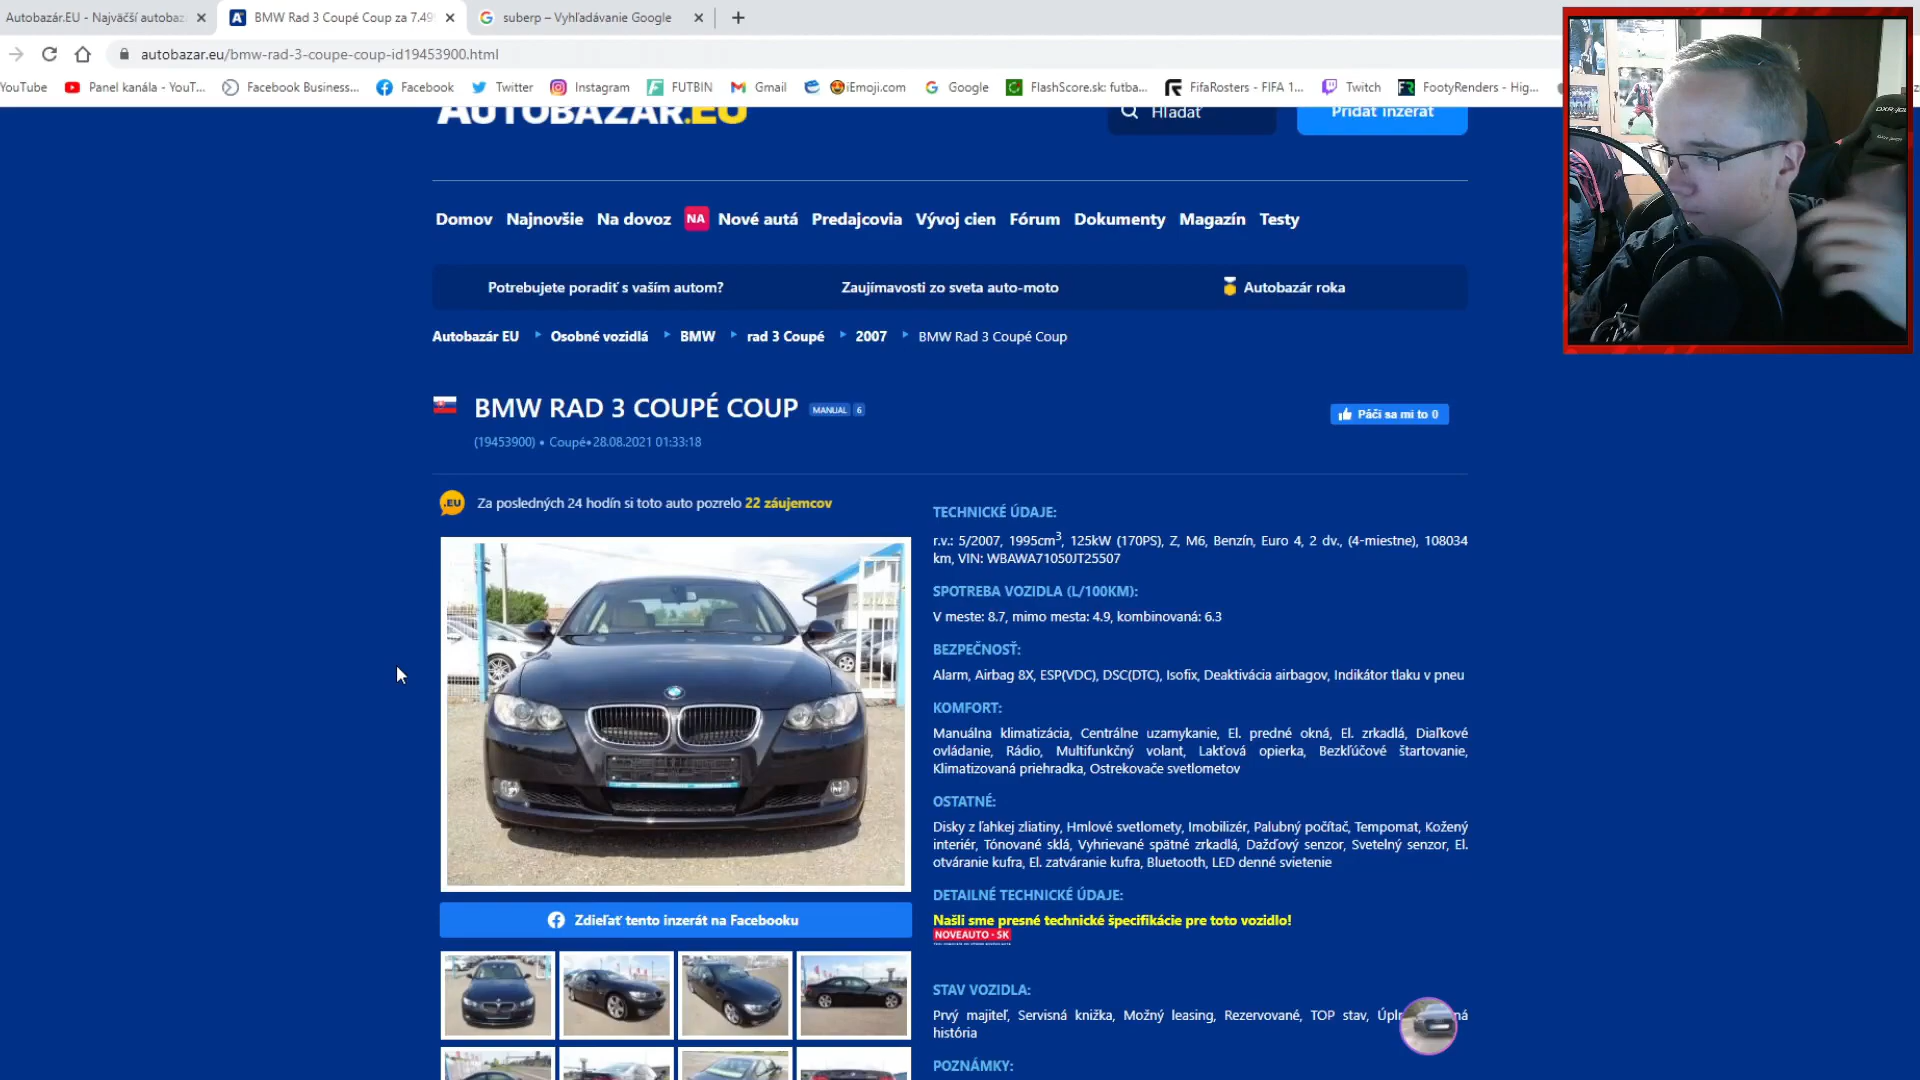 Autobazár.EU - Najväčší autobaz
BMW Rad 3 Coupé Coup za 7.49
suberp – Vyhľadávanie Google
autobazar.eu/bmw-rad-3-coupe-coup-id19453900.html
YouTube
Panel kanála - YouT...
Facebook Business...
Facebook
Twitter
Instagram
FUTBIN
Gmail
iEmoji.com
Google
FlashScore.sk: futba...
FifaRosters - FIFA 1...
Twitch
FootyRenders - Hig...
AUTOBAZAR.EU
Hľadať
Pridať inzerát
Domov Najnovšie Na dovoz NA Nové autá Predajcovia Vývoj cien Fórum Dokumenty Magazín Testy
Potrebujete poradiť s vaším autom?
Zaujímavosti zo sveta auto-moto
Autobazár roka
Autobazár EU Osobné vozidlá BMW rad 3 Coupé 2007 BMW Rad 3 Coupé Coup
BMW RAD 3 COUPÉ COUP MANUAL 6
Páči sa mi to 0
(19453900) • Coupé•28.08.2021 01:33:18
.EU Za posledných 24 hodín si toto auto pozrelo 22 záujemcov
Zdieľať tento inzerát na Facebooku
TECHNICKÉ ÚDAJE:
r.v.: 5/2007, 1995cm³, 125kW (170PS), Z, M6, Benzín, Euro 4, 2 dv., (4-miestne), 108034
km, VIN: WBAWA71050JT25507
SPOTREBA VOZIDLA (L/100KM):
V meste: 8.7, mimo mesta: 4.9, kombinovaná: 6.3
BEZPEČNOSŤ:
Alarm, Airbag 8X, ESP(VDC), DSC(DTC), Isofix, Deaktivácia airbagov, Indikátor tlaku v pneu
KOMFORT:
Manuálna klimatizácia, Centrálne uzamykanie, El. predné okná, El. zrkadlá, Diaľkové
ovládanie, Rádio, Multifunkčný volant, Lakťová opierka, Bezkľúčové štartovanie,
Klimatizovaná priehradka, Ostrekovače svetlometov
OSTATNÉ:
Disky z ľahkej zliatiny, Hmlové svetlomety, Imobilizér, Palubný počítač, Tempomat, Kožený
interiér, Tónované sklá, Vyhrievané spätné zrkadlá, Dažďový senzor, Svetelný senzor, El.
otváranie kufra, El. zatváranie kufra, Bluetooth, LED denné svietenie
DETAILNÉ TECHNICKÉ ÚDAJE:
Našli sme presné technické špecifikácie pre toto vozidlo!
NOVEAUTO - SK
STAV VOZIDLA:
Prvý majiteľ, Servisná knižka, Možný leasing, Rezervované, TOP stav,
história
POZNÁMKY: